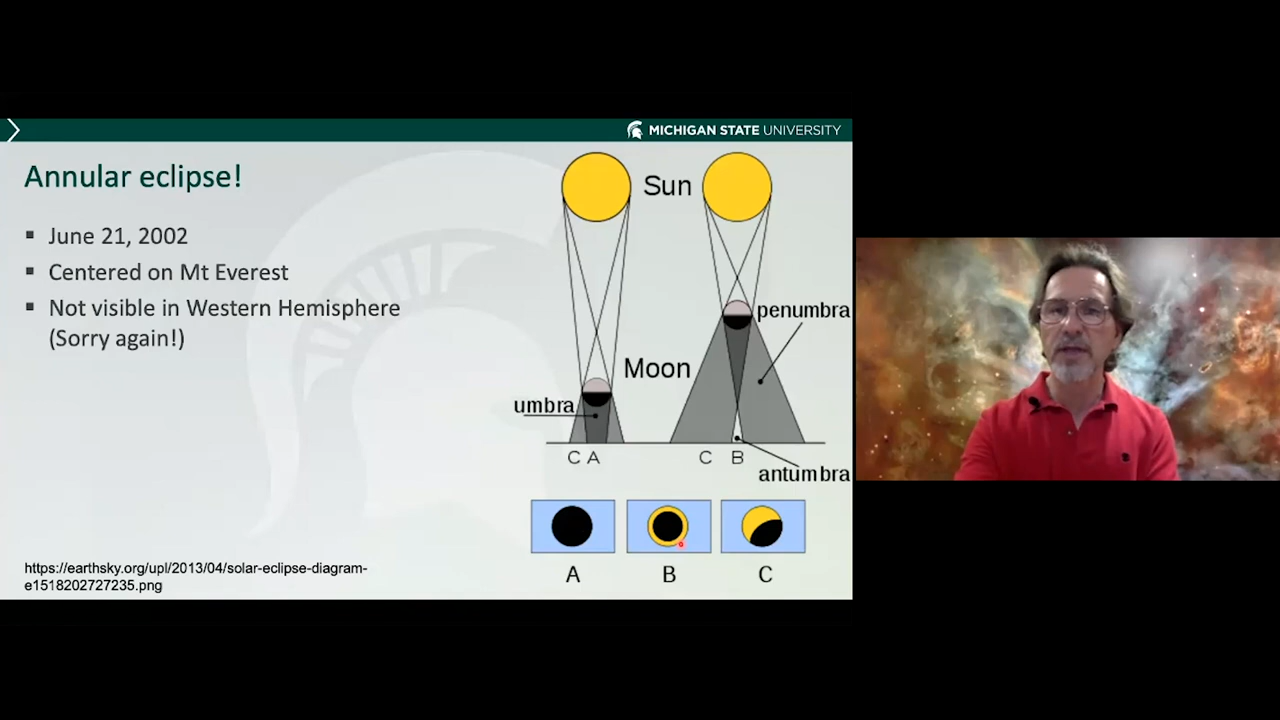 MICHIGAN STATE UNIVERSITY
Annular eclipse!
June 21, 2002
Centered on Mt Everest
Not visible in Western Hemisphere
(Sorry again!)
https://earthsky.org/upl/2013/04/solar-eclipse-diagram-
e1518202727235.png
Sun
penumbra
Moon
umbra
C A
C B
antumbra
A B C